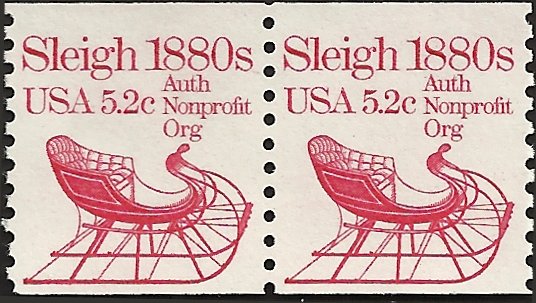 Sleigh 1880s
USA 5.2c
Auth
Nonprofit
Org
Sleigh 1880s
USA 5.2c
Auth
Nonprofit
Org